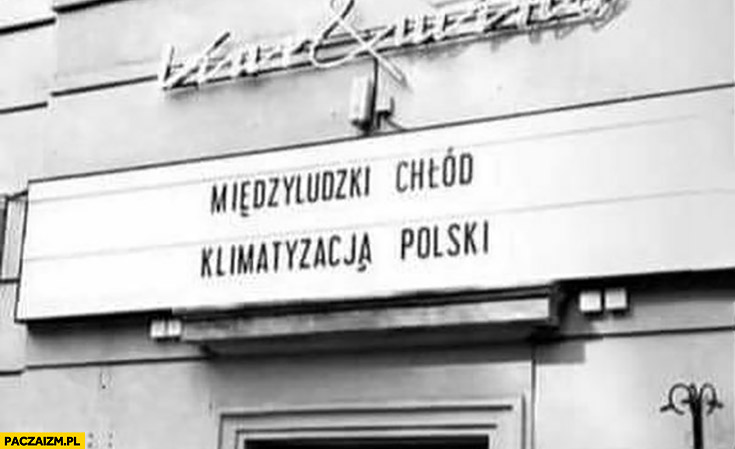 MIĘDZYLUDZKI CHŁÓD
KLIMATYZACJĄ POLSKI
PACZAIZM.PL